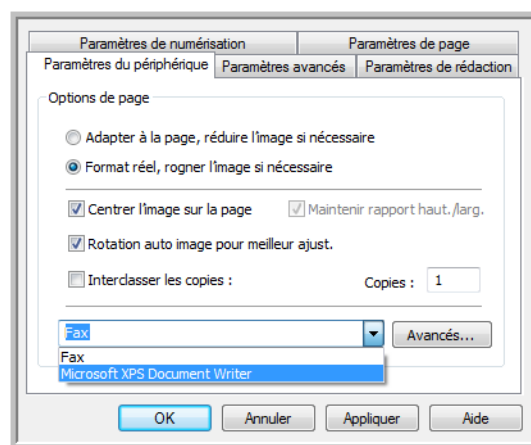 Paramètres de numérisation
Paramètres de page
Paramètres du périphérique
Paramètres avancés
Paramètres de rédaction
Options de page
Adapter à la page, réduire l'image si nécessaire
Format réel, rogner l'image si nécessaire
Centrer l'image sur la page
Maintenir rapport haut./larg.
Rotation auto image pour meilleur ajust.
Interclasser les copies :
Copies : 1
Fax
Avancés...
Fax
Microsoft XPS Document Writer
OK
Annuler
Appliquer
Aide